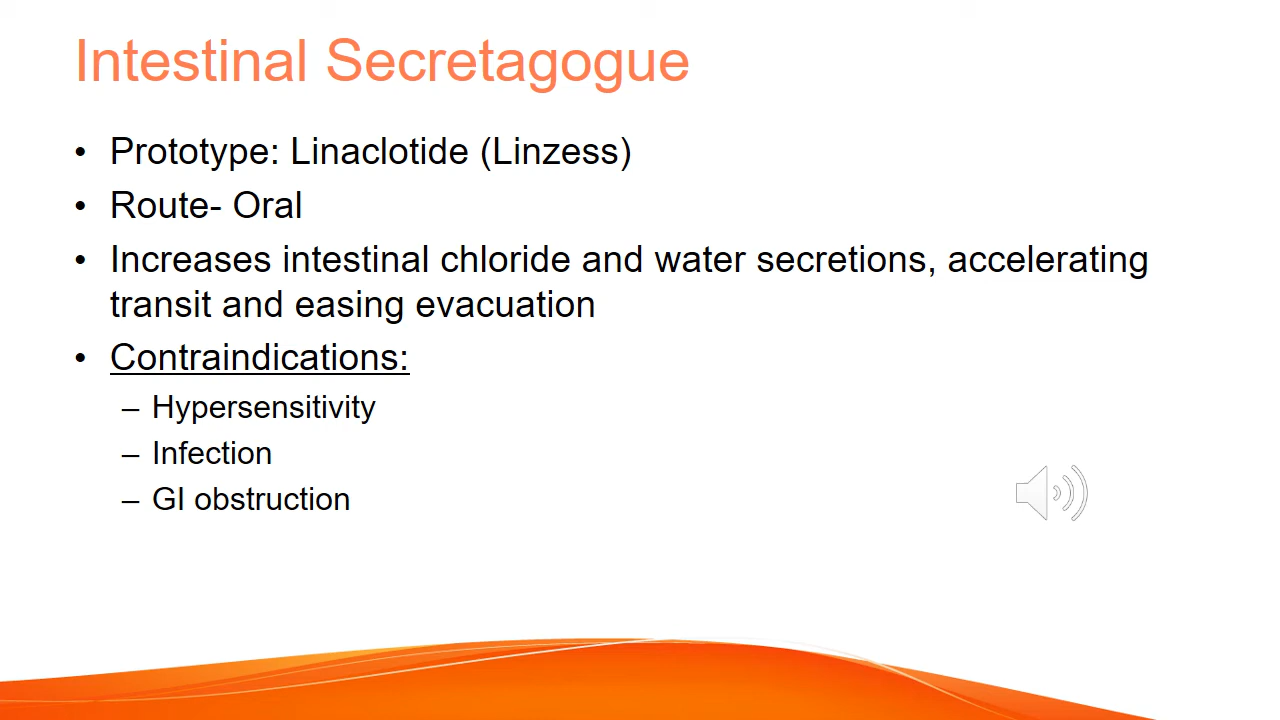 Intestinal Secretagogue
• Prototype: Linaclotide (Linzess)
• Route- Oral
• Increases intestinal chloride and water secretions, accelerating
transit and easing evacuation
• Contraindications:
– Hypersensitivity
– Infection
– GI obstruction